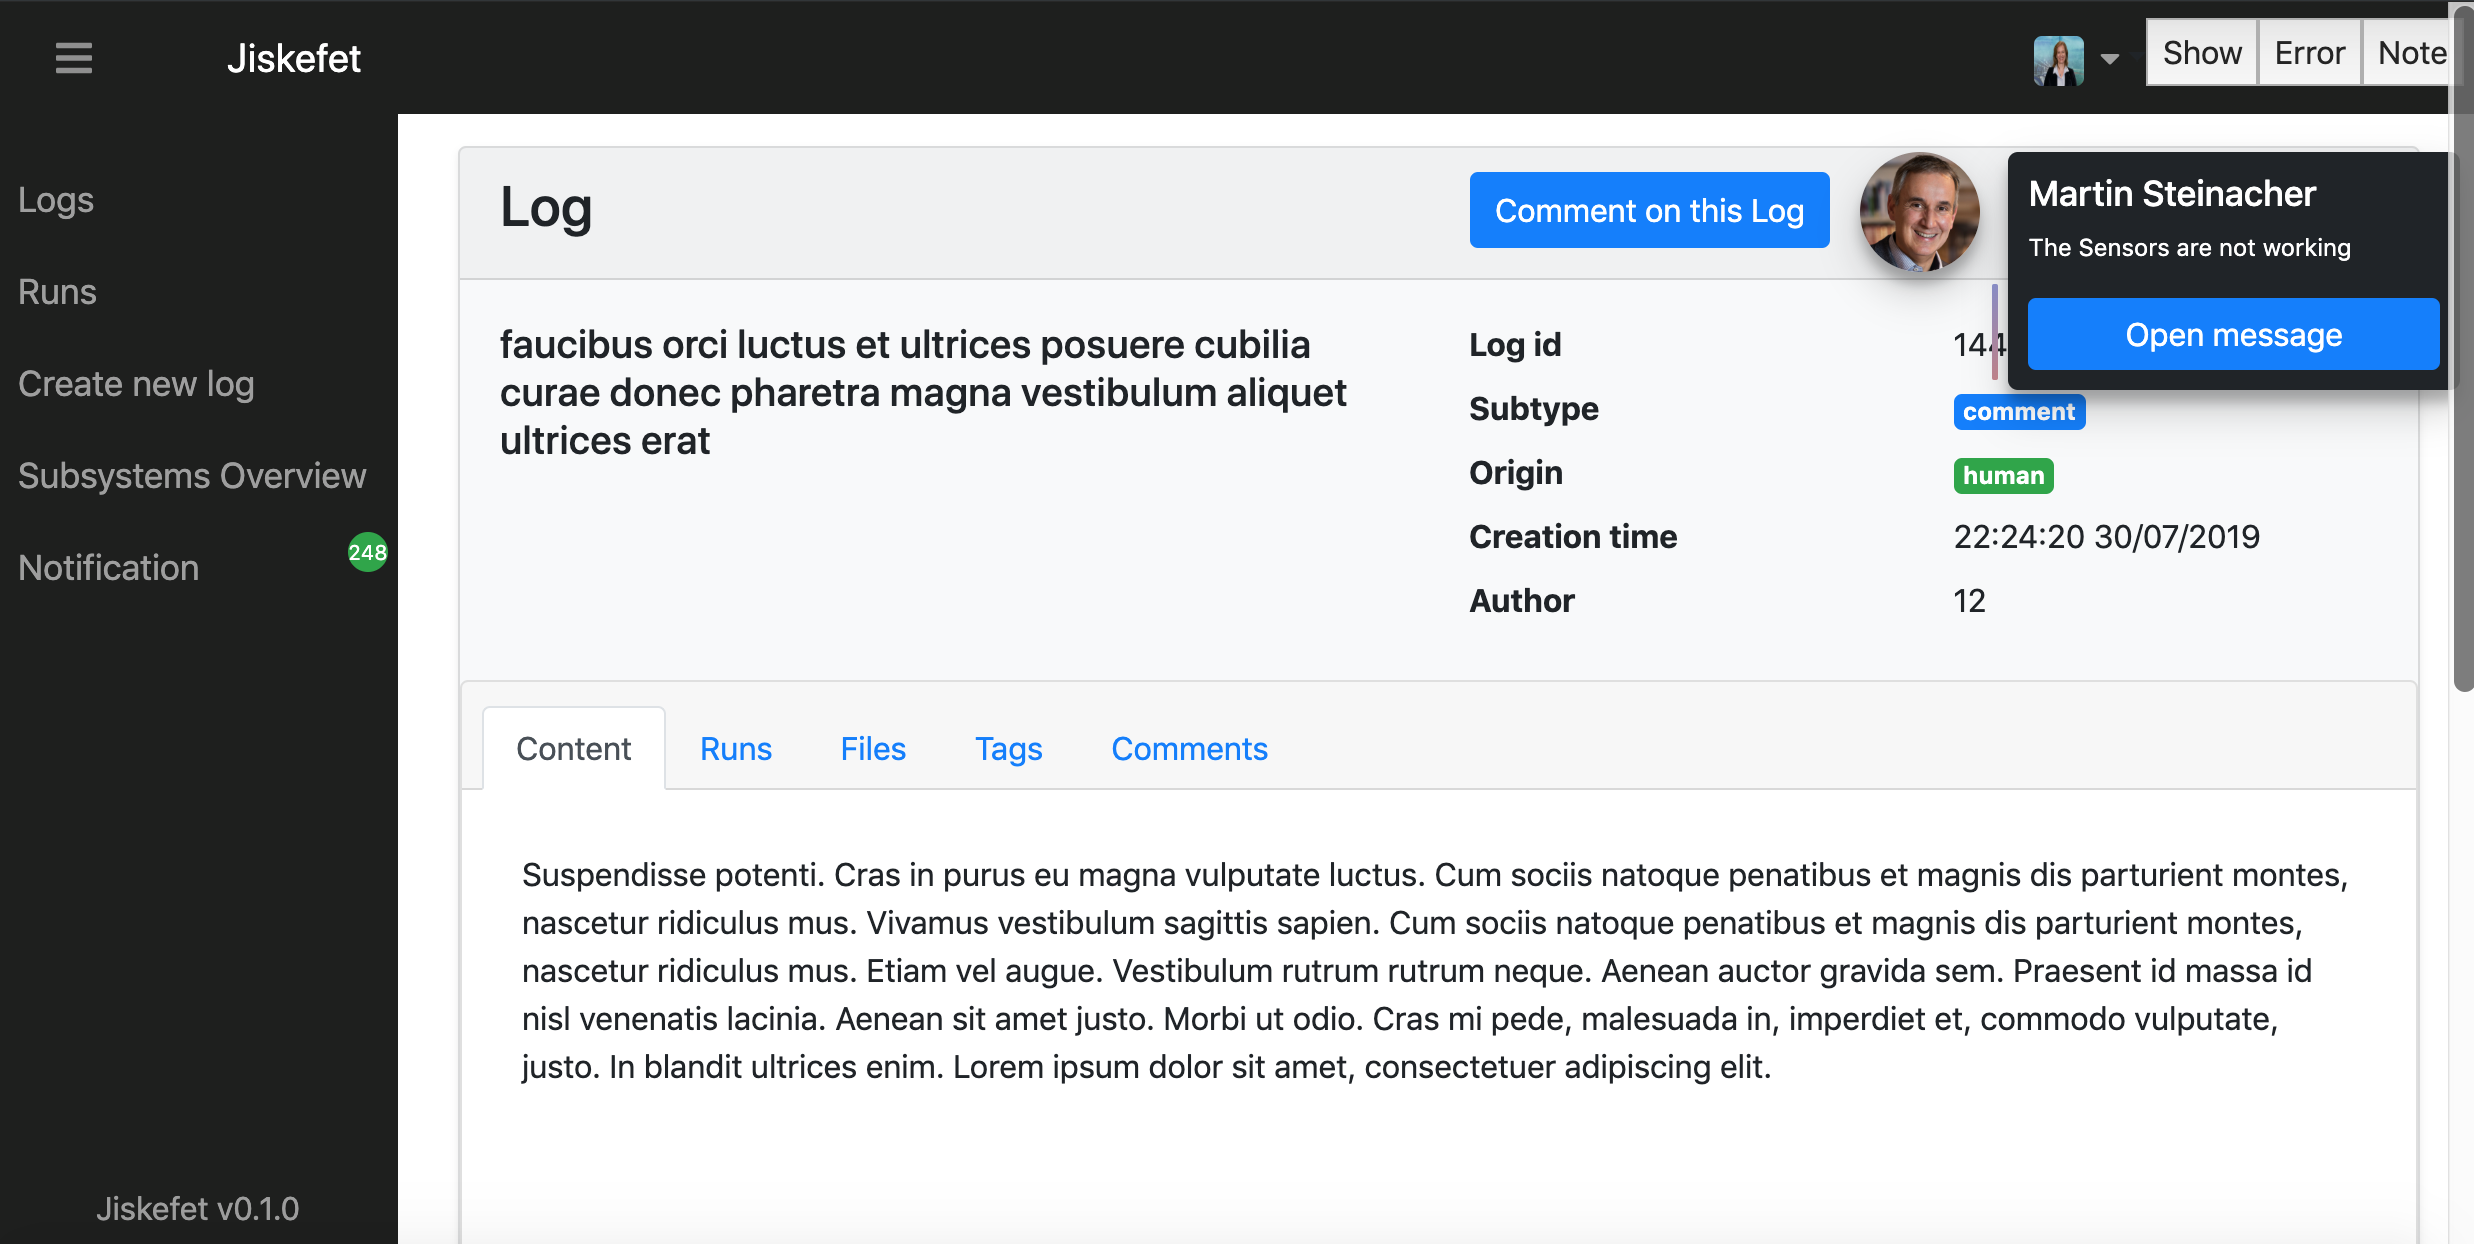 Jiskefet
Show
Error
Note
Logs
Runs
Create new log
Subsystems Overview
Notification
248
Jiskefet v0.1.0
Log
Comment on this Log
Martin Steinacher
The Sensors are not working
Open message
faucibus orci luctus et ultrices posuere cubilia
curae donec pharetra magna vestibulum aliquet
ultrices erat
Log id
144
Subtype
comment
Origin
human
Creation time
22:24:20 30/07/2019
Author
12
Content
Runs
Files
Tags
Comments
Suspendisse potenti. Cras in purus eu magna vulputate luctus. Cum sociis natoque penatibus et magnis dis parturient montes,
nascetur ridiculus mus. Vivamus vestibulum sagittis sapien. Cum sociis natoque penatibus et magnis dis parturient montes,
nascetur ridiculus mus. Etiam vel augue. Vestibulum rutrum rutrum neque. Aenean auctor gravida sem. Praesent id massa id
nisl venenatis lacinia. Aenean sit amet justo. Morbi ut odio. Cras mi pede, malesuada in, imperdiet et, commodo vulputate,
justo. In blandit ultrices enim. Lorem ipsum dolor sit amet, consectetuer adipiscing elit.